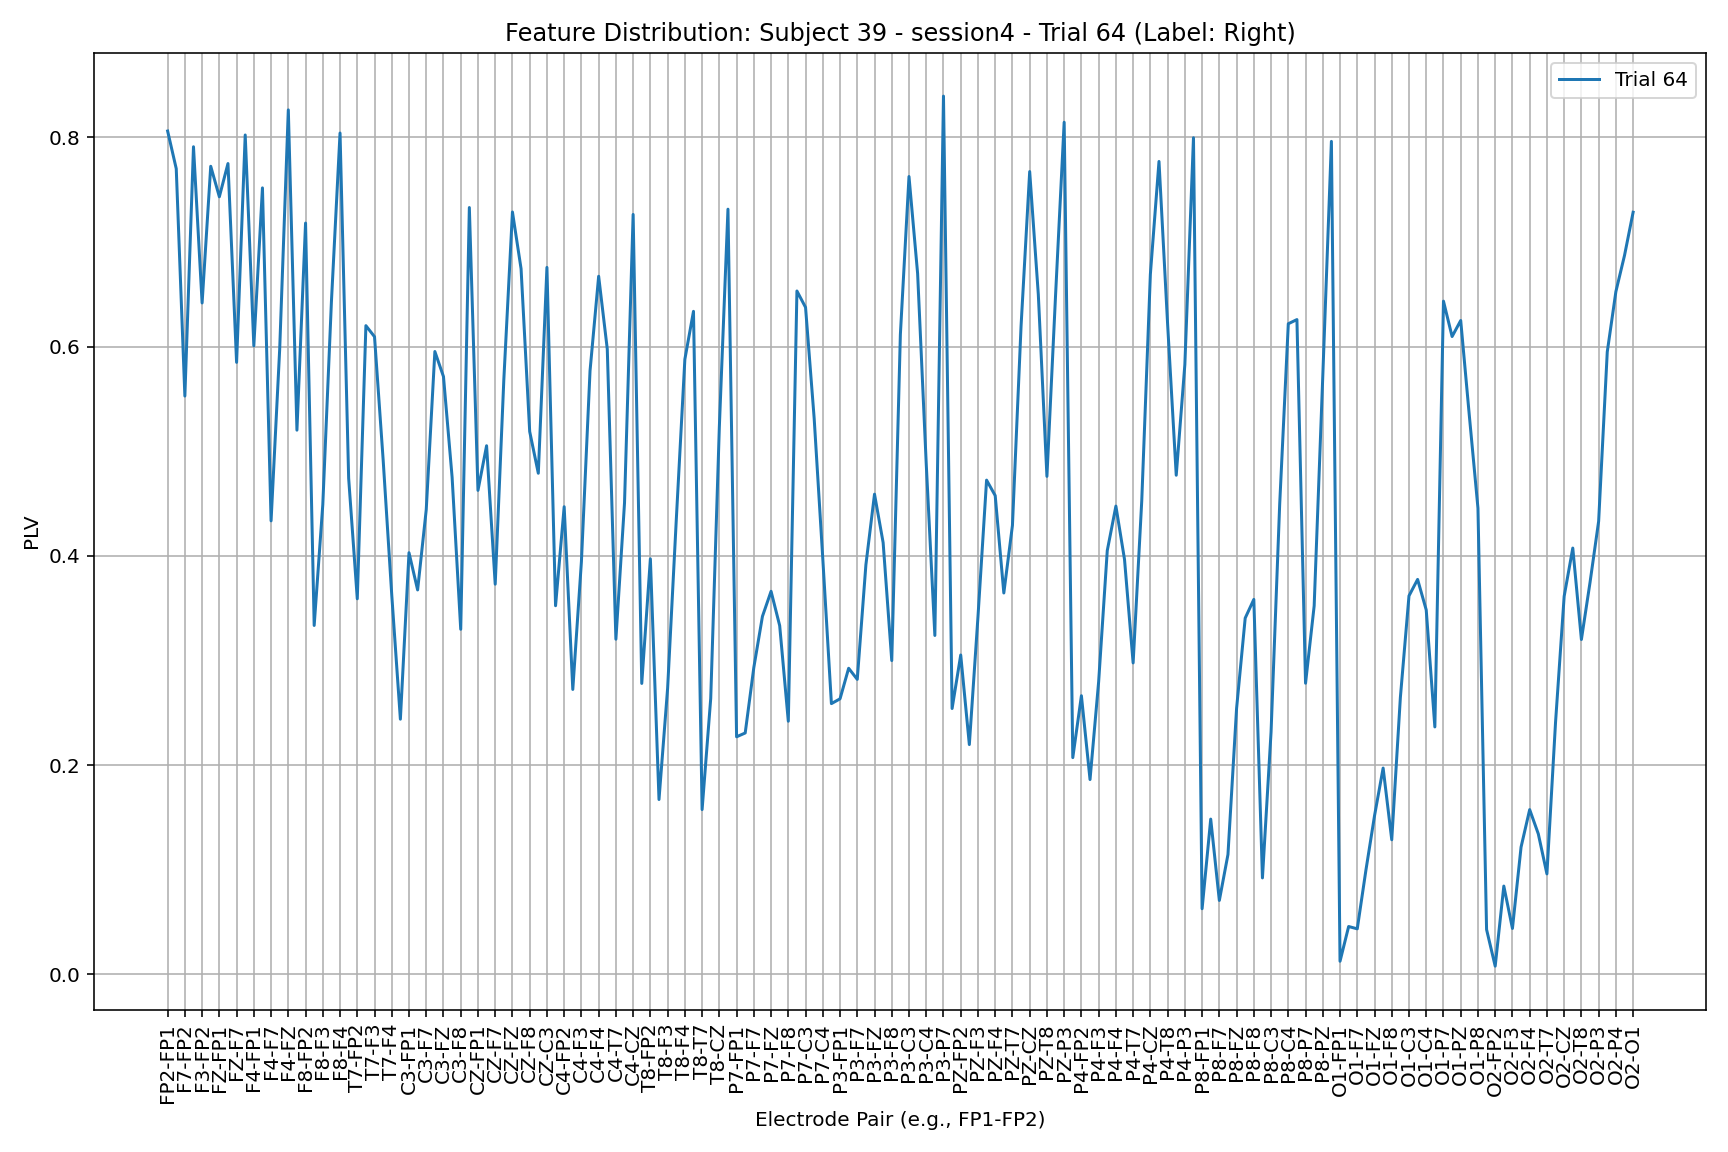 Feature Distribution: Subject 39 - session4 - Trial 64 (Label: Right)
Trial 64
PLV
0.8
0.6
0.4
0.2
0.0
FP2-FP1
F7-FP2
F3-FP2
FZ-FP1
FZ-F7
F4-FP1
F4-F7
F4-FZ
F8-FP2
F8-F3
F8-F4
T7-FP2
T7-F3
T7-F4
C3-FP1
C3-F7
C3-FZ
C3-F8
CZ-FP1
CZ-F7
CZ-FZ
CZ-F8
CZ-C3
C4-FP2
C4-F3
C4-F4
C4-T7
C4-CZ
T8-FP2
T8-F3
T8-F4
T8-T7
T8-CZ
P7-FP1
P7-F7
P7-FZ
P7-F8
P7-C3
P7-C4
P3-FP1
P3-F7
P3-FZ
P3-F8
P3-C3
P3-C4
P3-P7
PZ-FP2
PZ-F3
PZ-F4
PZ-T7
PZ-CZ
PZ-T8
PZ-P3
P4-FP2
P4-F3
P4-F4
P4-T7
P4-CZ
P4-T8
P4-P3
P8-FP1
P8-F7
P8-FZ
P8-F8
P8-C3
P8-C4
P8-P7
P8-PZ
O1-FP1
O1-F7
O1-FZ
O1-F8
O1-C3
O1-C4
O1-P7
O1-PZ
O1-P8
O2-FP2
O2-F3
O2-F4
O2-T7
O2-CZ
O2-T8
O2-P3
O2-P4
O2-O1
Electrode Pair (e.g., FP1-FP2)